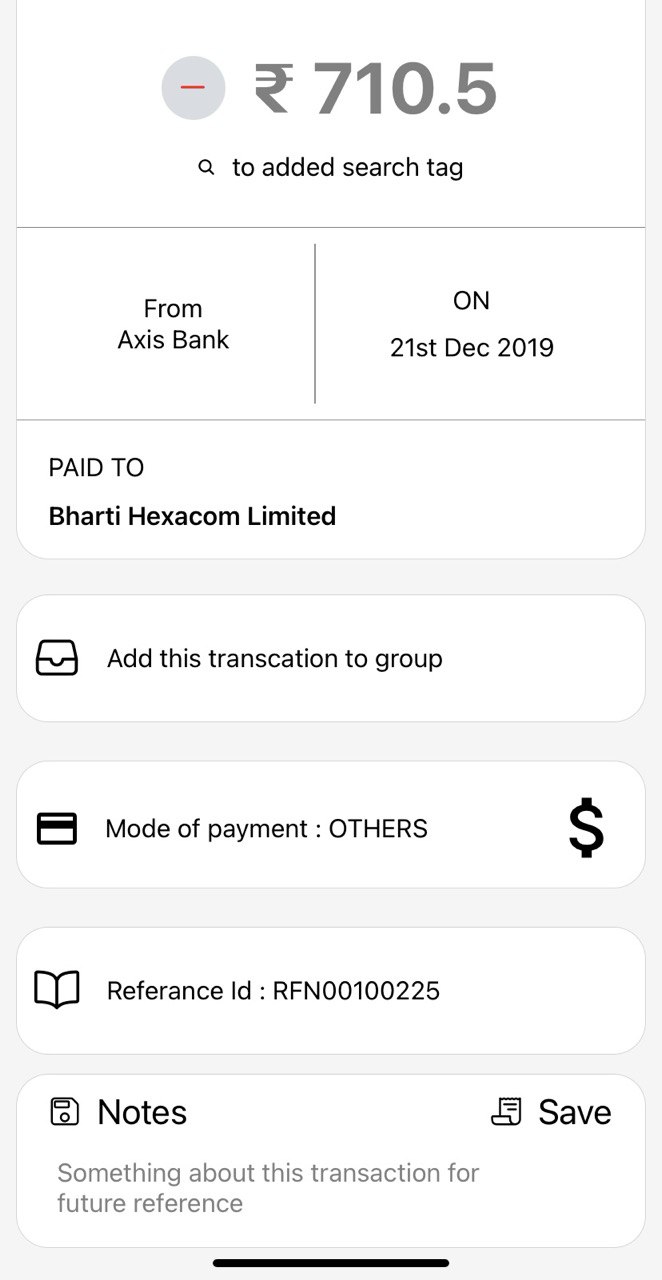 ₹ 710.5
to added search tag
From
Axis Bank
ON
21st Dec 2019
PAID TO
Bharti Hexacom Limited
Add this transcation to group
Mode of payment : OTHERS
$
Referance Id : RFN00100225
Notes
Save
Something about this transaction for
future reference